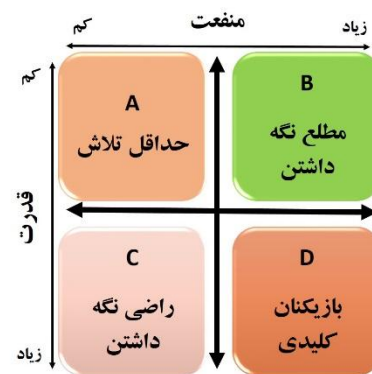 منفعت
زیاد
کم
کم
قدرت
زیاد
B
مطلع نگه
داشتن
A
حداقل تلاش
D
بازیکنان
کلیدی
C
راضی نگه
داشتن